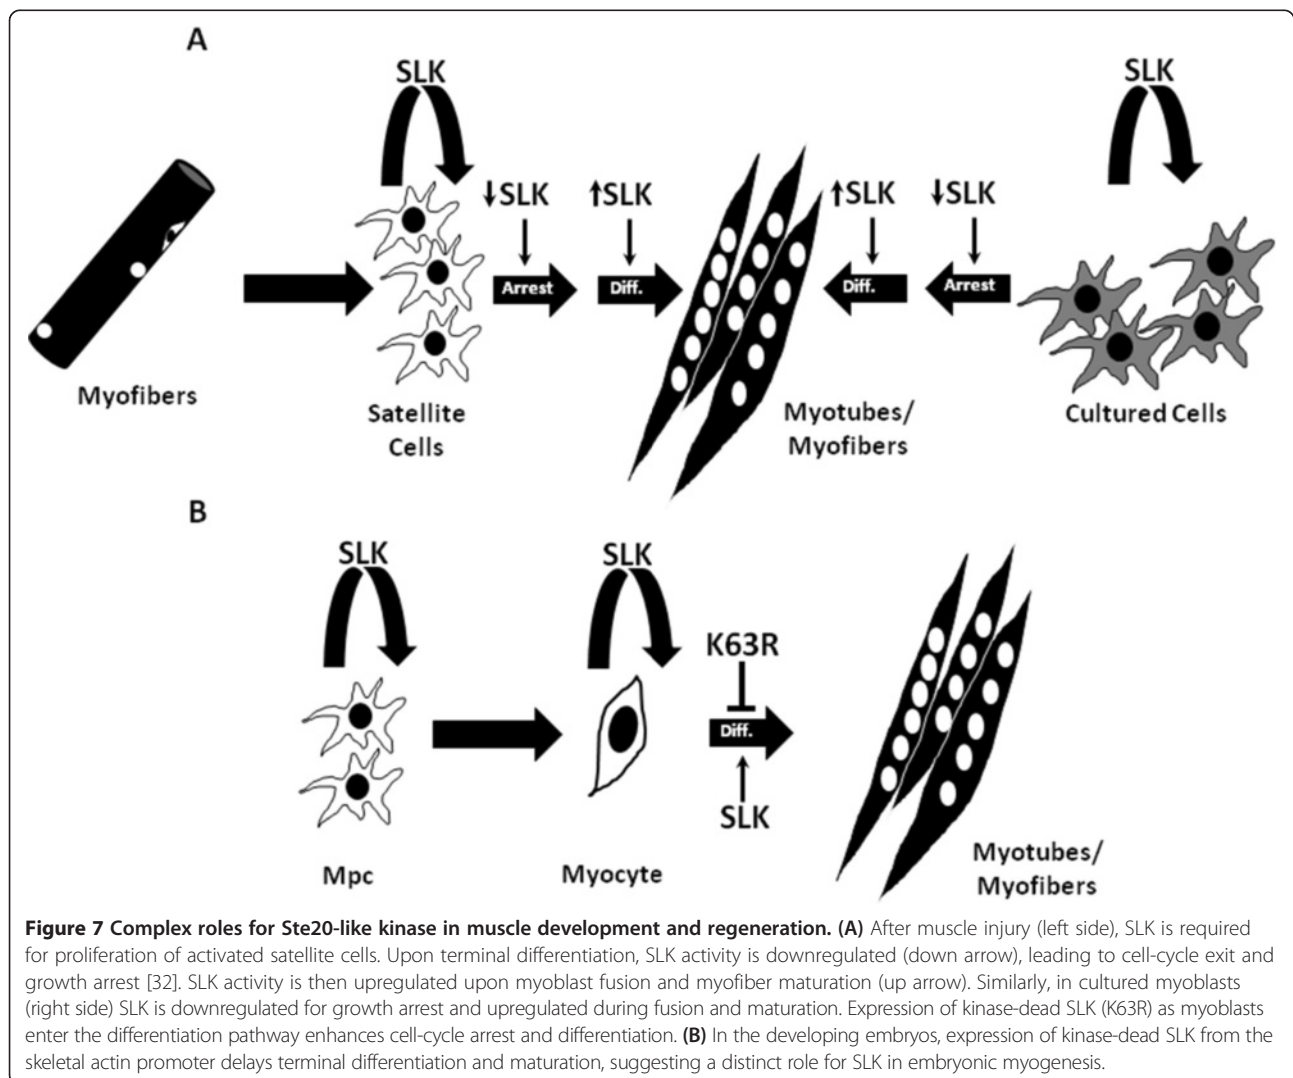 A
SLK
SLK
↓SLK
↑SLK
↑SLK
↓SLK
Arrest
Diff.
Diff.
Arrest
Myofibers
Satellite
Cells
Myotubes/
Myofibers
Cultured Cells
B
SLK
SLK
K63R
Diff.
SLK
Mpc
Myocyte
Myotubes/
Myofibers
Figure 7 Complex roles for Ste20-like kinase in muscle development and regeneration. (A) After muscle injury (left side), SLK is required
for proliferation of activated satellite cells. Upon terminal differentiation, SLK activity is downregulated (down arrow), leading to cell-cycle exit and
growth arrest [32]. SLK activity is then upregulated upon myoblast fusion and myofiber maturation (up arrow). Similarly, in cultured myoblasts
(right side) SLK is downregulated for growth arrest and upregulated during fusion and maturation. Expression of kinase-dead SLK (K63R) as myoblasts
enter the differentiation pathway enhances cell-cycle arrest and differentiation. (B) In the developing embryos, expression of kinase-dead SLK from the
skeletal actin promoter delays terminal differentiation and maturation, suggesting a distinct role for SLK in embryonic myogenesis.